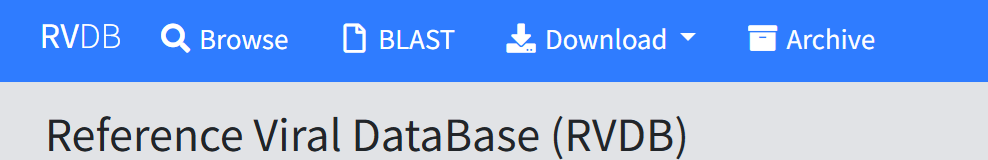 RVDB Browse BLAST Download Archive
Reference Viral DataBase (RVDB)